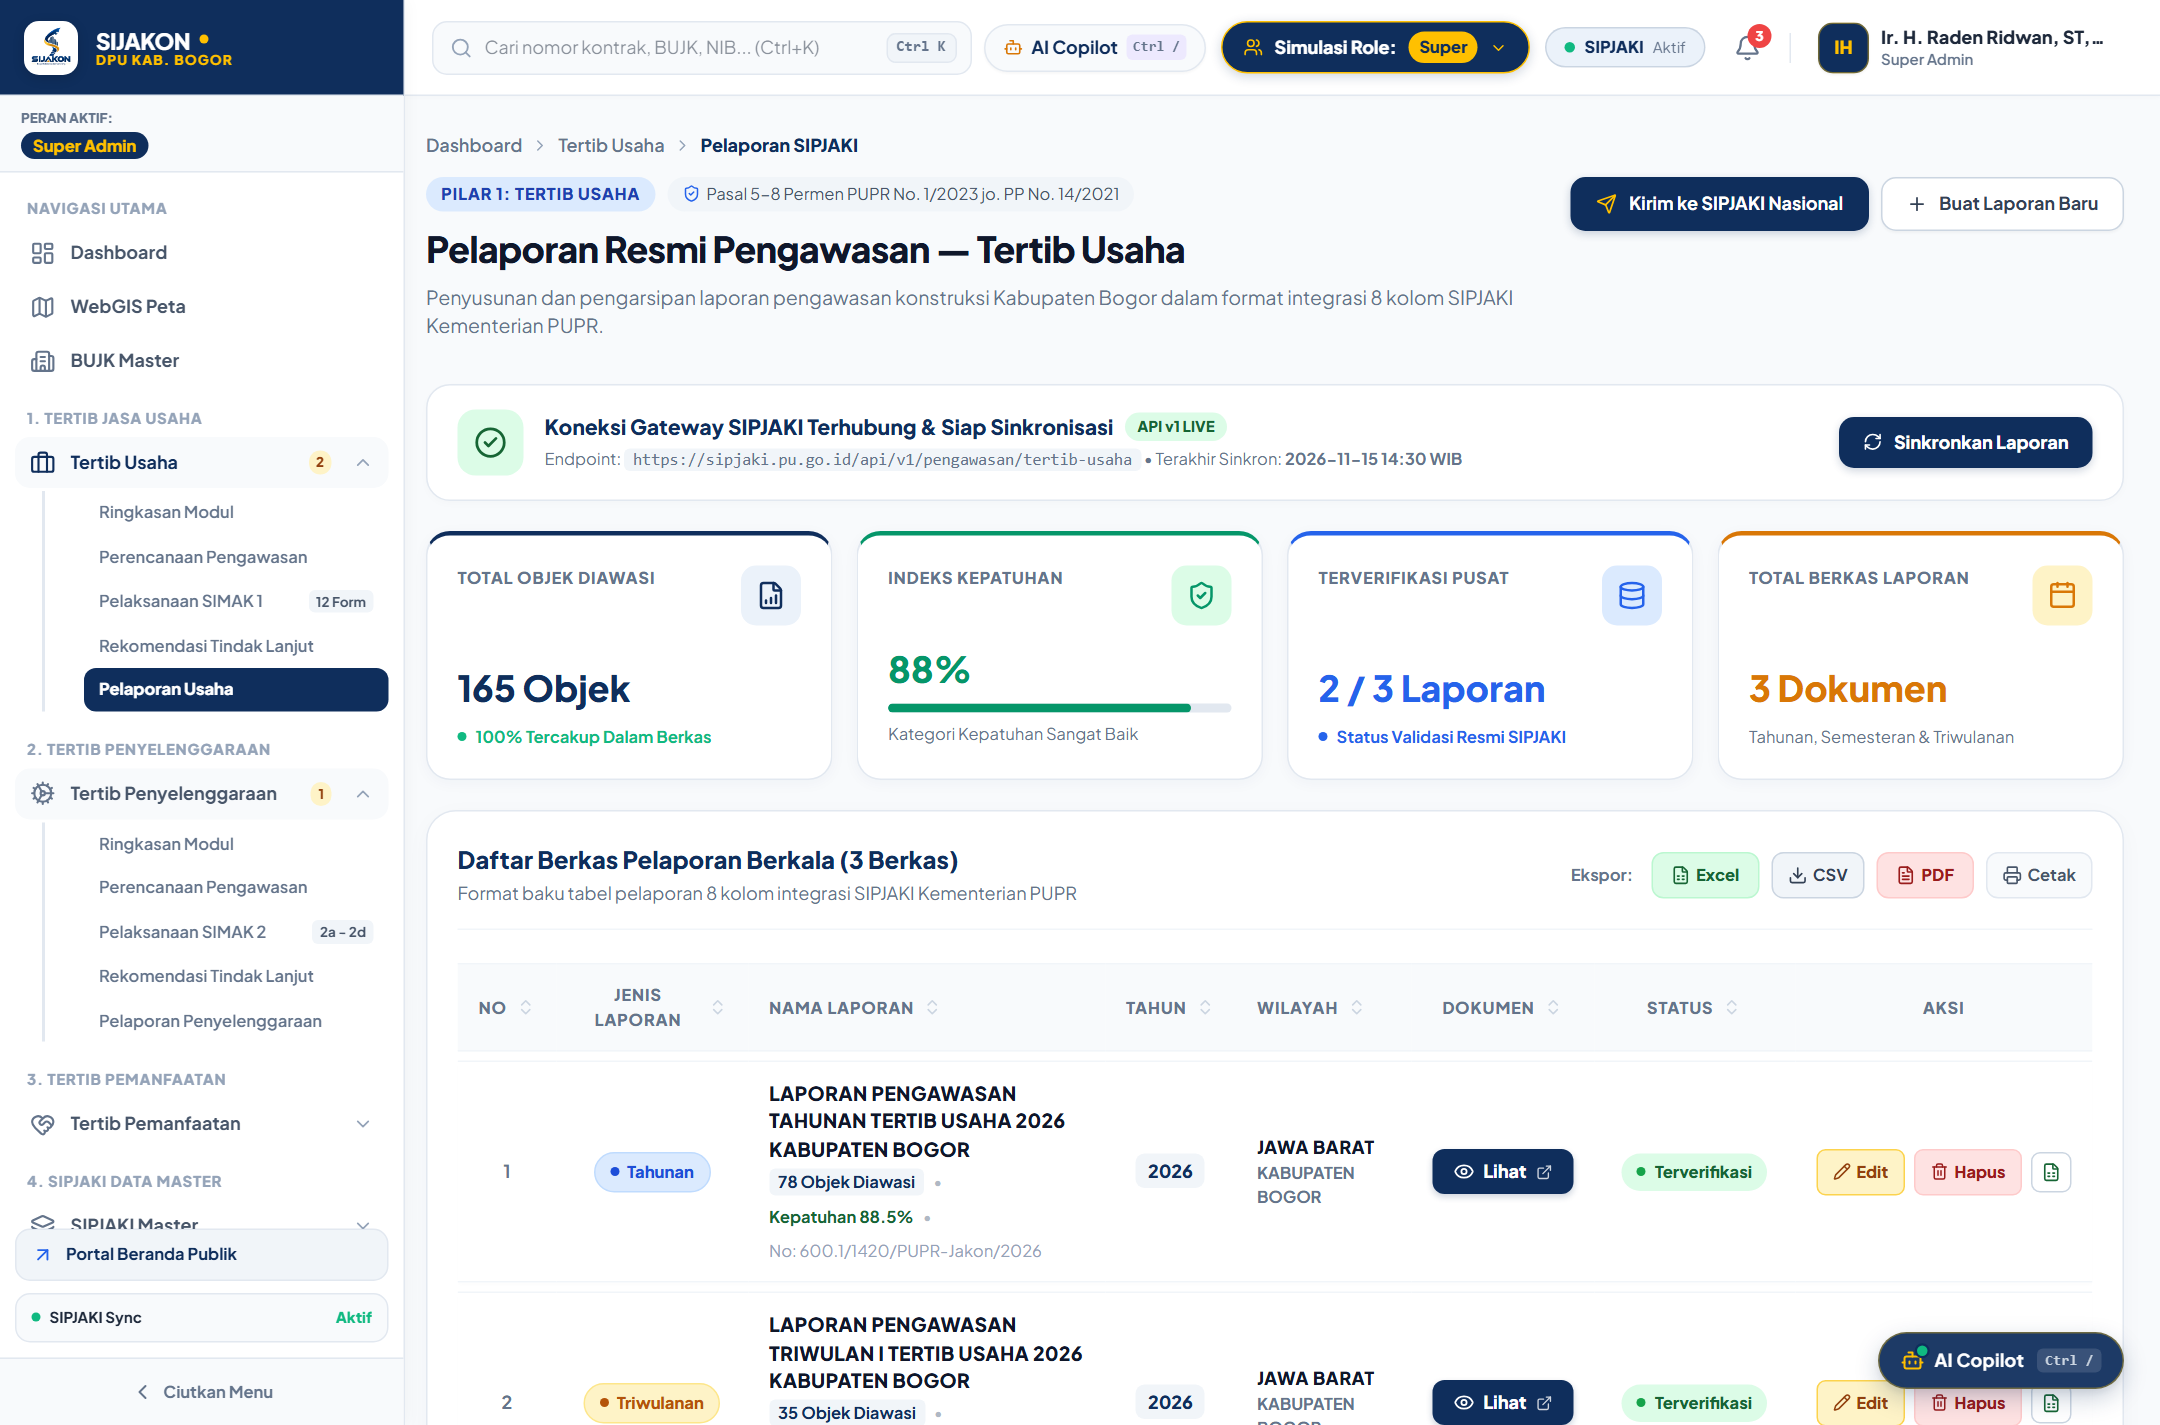 SIJAKON
DPU KAB. BOGOR
SIJAKON
Cari nomor kontrak, BUJK, NIB... (Ctrl+K)
Ctrl K
AI Copilot
Ctrl /
Simulasi Role:
Super
SIPJAKI Aktif
3
IH
Ir. H. Raden Ridwan, ST,...
Super Admin
PERAN AKTIF:
Super Admin
NAVIGASI UTAMA
Dashboard
WebGIS Peta
BUJK Master
1. TERTIB JASA USAHA
Tertib Usaha
2
Ringkasan Modul
Perencanaan Pengawasan
Pelaksanaan SIMAK 1
12 Form
Rekomendasi Tindak Lanjut
Pelaporan Usaha
2. TERTIB PENYELENGGARAAN
Tertib Penyelenggaraan
1
Ringkasan Modul
Perencanaan Pengawasan
Pelaksanaan SIMAK 2
2a - 2d
Rekomendasi Tindak Lanjut
Pelaporan Penyelenggaraan
3. TERTIB PEMANFAATAN
Tertib Pemanfaatan
4. SIPJAKI DATA MASTER
SIPJAKI Master
Portal Beranda Publik
SIPJAKI Sync
Aktif
Ciutkan Menu
Dashboard > Tertib Usaha > Pelaporan SIPJAKI
PILAR 1: TERTIB USAHA
Pasal 5–8 Permen PUPR No. 1/2023 jo. PP No. 14/2021
Pelaporan Resmi Pengawasan — Tertib Usaha
Penyusunan dan pengarsipan laporan pengawasan konstruksi Kabupaten Bogor dalam format integrasi 8 kolom SIPJAKI
Kementerian PUPR.
Kirim ke SIPJAKI Nasional
+ Buat Laporan Baru
Koneksi Gateway SIPJAKI Terhubung & Siap Sinkronisasi
API v1 LIVE
Endpoint: https://sipjaki.pu.go.id/api/v1/pengawasan/tertib-usaha • Terakhir Sinkron: 2026-11-15 14:30 WIB
Sinkronkan Laporan
TOTAL OBJEK DIAWASI
165 Objek
100% Tercakup Dalam Berkas
INDEKS KEPATUHAN
88%
Kategori Kepatuhan Sangat Baik
TERVERIFIKASI PUSAT
2 / 3 Laporan
Status Validasi Resmi SIPJAKI
TOTAL BERKAS LAPORAN
3 Dokumen
Tahunan, Semesteran & Triwulanan
Daftar Berkas Pelaporan Berkala (3 Berkas)
Format baku tabel pelaporan 8 kolom integrasi SIPJAKI Kementerian PUPR
Ekspor:
Excel
CSV
PDF
Cetak
NO
JENIS
LAPORAN
NAMA LAPORAN
TAHUN
WILAYAH
DOKUMEN
STATUS
AKSI
1
Tahunan
LAPORAN PENGAWASAN
TAHUNAN TERTIB USAHA 2026
KABUPATEN BOGOR
78 Objek Diawasi •
Kepatuhan 88.5% •
No: 600.1/1420/PUPR-Jakon/2026
2026
JAWA BARAT
KABUPATEN
BOGOR
Lihat
Terverifikasi
Edit
Hapus
2
Triwulanan
LAPORAN PENGAWASAN
TRIWULAN I TERTIB USAHA 2026
KABUPATEN BOGOR
35 Objek Diawasi •
2026
JAWA BARAT
KABUPATEN
BOGOR
Lihat
Terverifikasi
Edit
Hapus
AI Copilot
Ctrl /